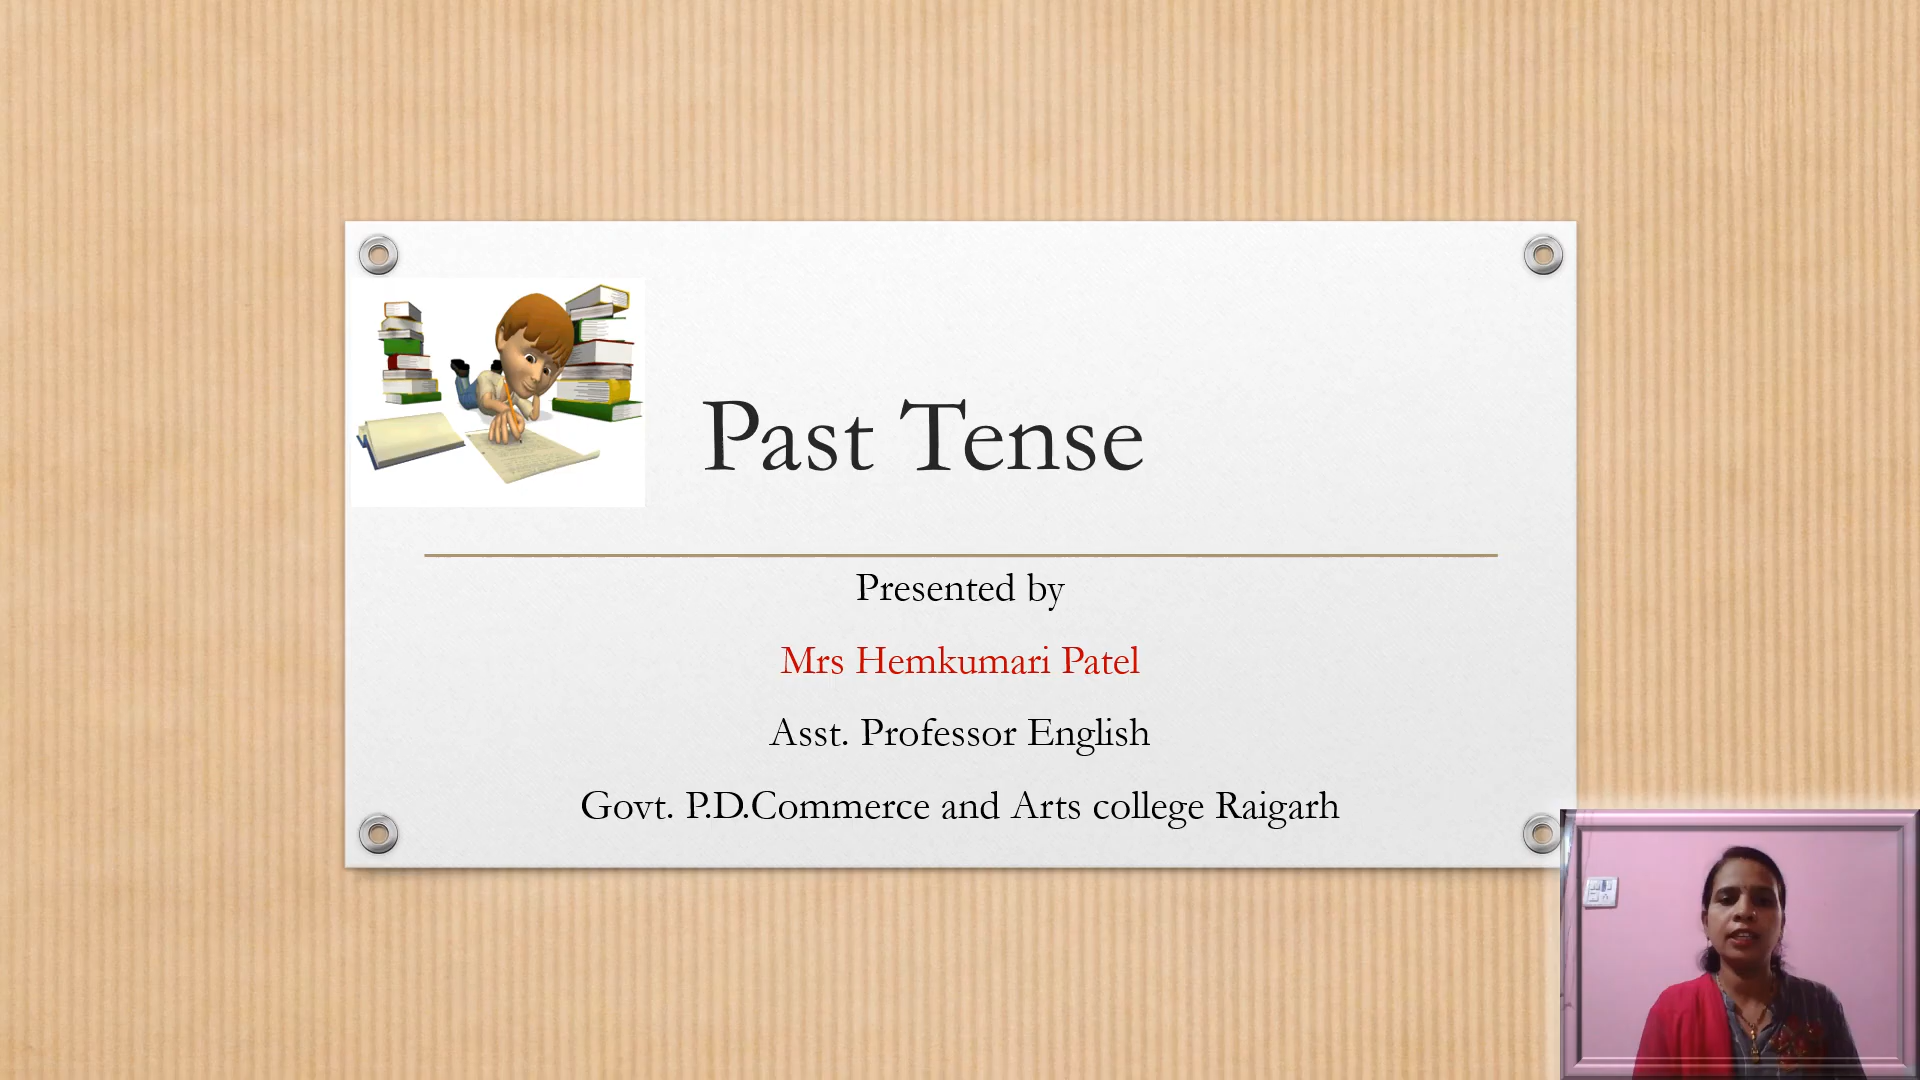 Past Tense
Presented by
Mrs Hemkumari Patel
Asst. Professor English
Govt. P.D.Commerce and Arts college Raigarh